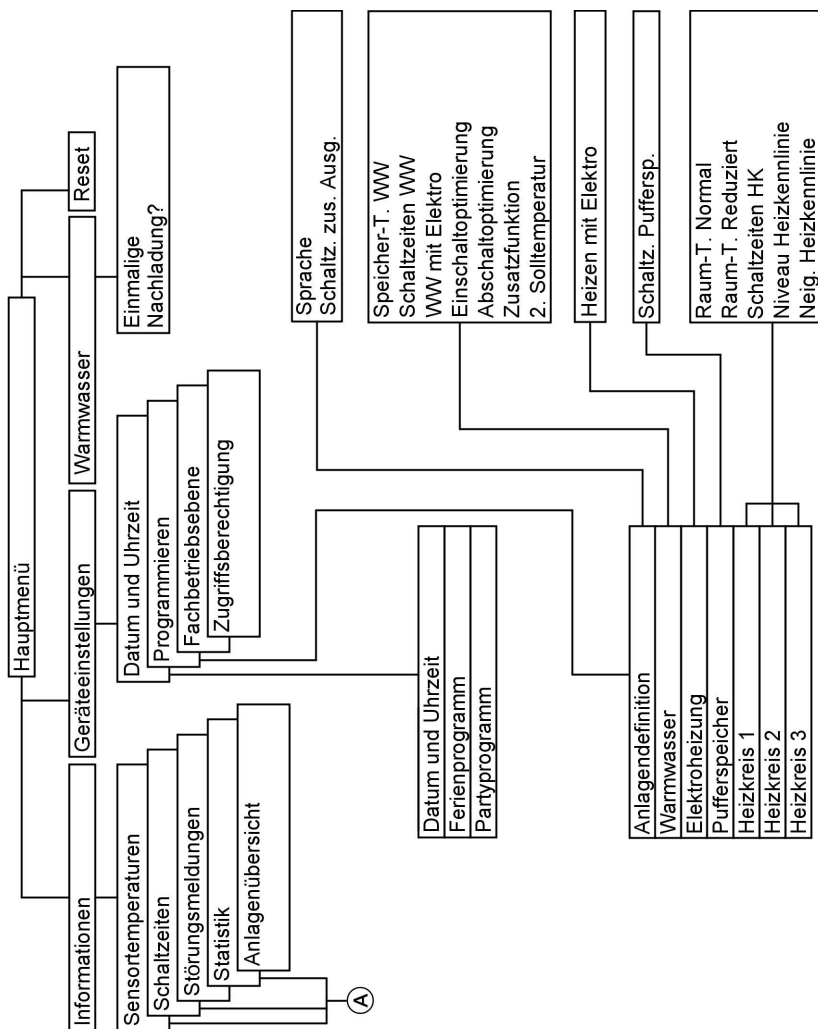 Hauptmenü
Informationen
Geräteeinstellungen
Warmwasser
Reset
Sensortemperaturen
Schaltzeiten
Störungsmeldungen
Statistik
Anlagenübersicht
A
Datum und Uhrzeit
Programmieren
Fachbetriebsebene
Zugriffsberechtigung
Einmalige
Nachladung?
Datum und Uhrzeit
Ferienprogramm
Partyprogramm
Anlagendefinition
Warmwasser
Elektroheizung
Pufferspeicher
Heizkreis 1
Heizkreis 2
Heizkreis 3
Sprache
Schaltz. zus. Ausg.
Speicher-T. WW
Schaltzeiten WW
WW mit Elektro
Einschaltoptimierung
Abschaltoptimierung
Zusatzfunktion
2. Solltemperatur
Heizen mit Elektro
Schaltz. Puffersp.
Raum-T. Normal
Raum-T. Reduziert
Schaltzeiten HK
Niveau Heizkennlinie
Neig. Heizkennlinie